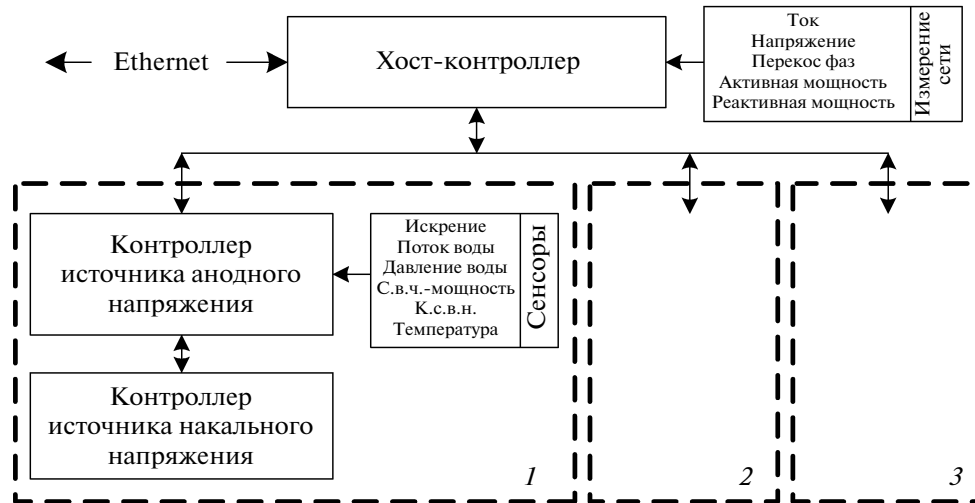 Ethernet
Хост-контроллер
Ток
Напряжение
Перекос фаз
Активная мощность
Реактивная мощность
Измерение
сети
Контроллер
источника анодного
напряжения
Искрение
Поток воды
Давление воды
С.в.ч.-мощность
К.с.в.н.
Температура
Сенсоры
Контроллер
источника накального
напряжения
1
2
3